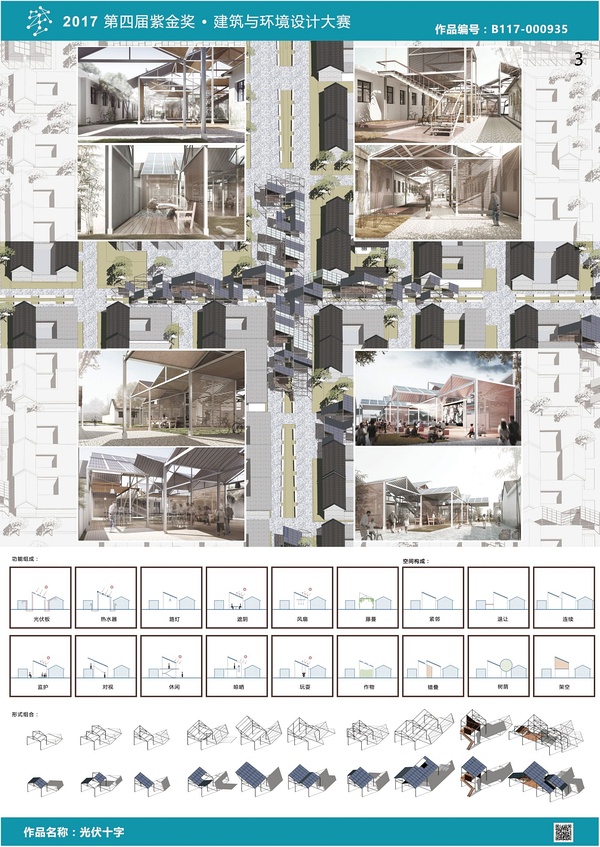 2017 第四届紫金奖·建筑与环境设计大赛
作品编号：B117-000935
3
功能组成：
空间构成：
光伏板
热水器
路灯
遮阳
风扇
藤蔓
紧邻
退让
连续
监护
对视
休闲
晾晒
玩耍
作物
错叠
树荫
架空
形式组合：
作品名称：光伏十字